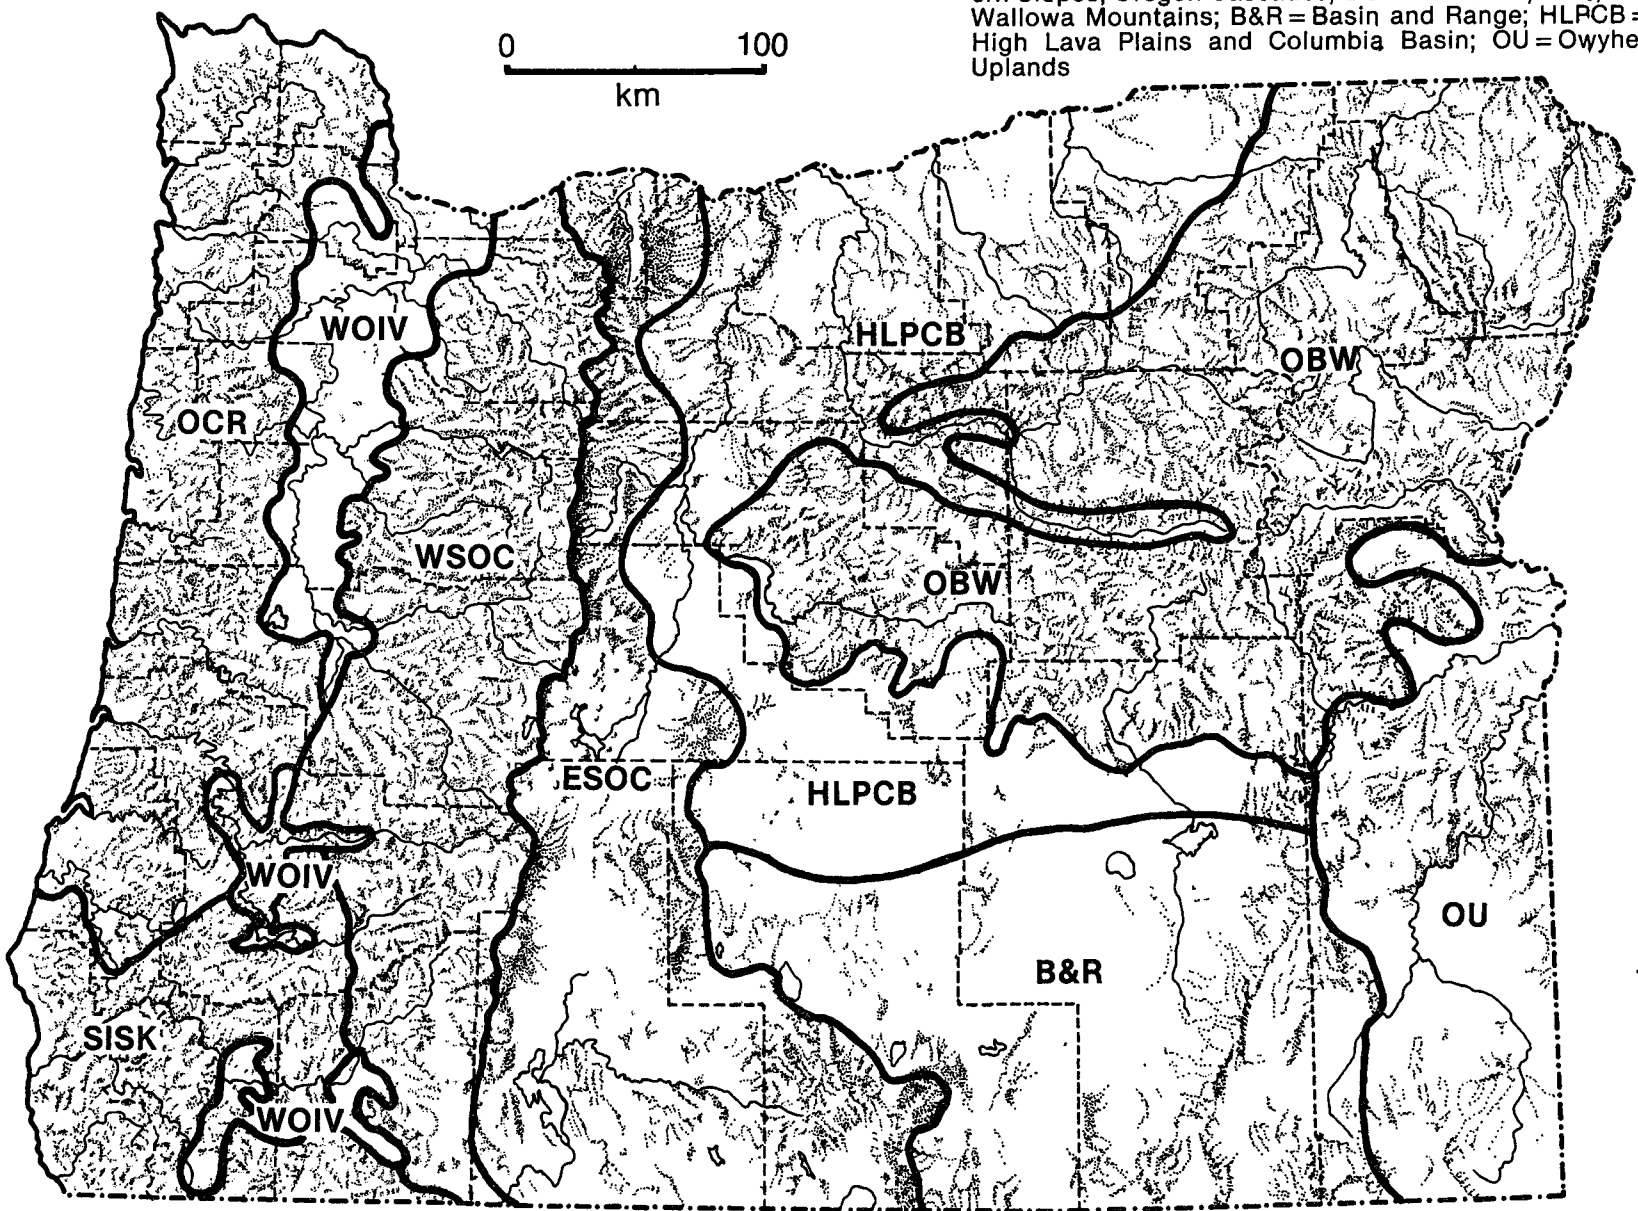 Wallowa Mountains; B&R=Basin and Range; HLPCB=
High Lava Plains and Columbia Basin; OU=Owyhe
Uplands
0 100
km
WOIV
HLPCB
OBW
OCR
WSOC
OBW
ESOC
HLPCB
WOIV
OU
B&R
SISK
WOIV